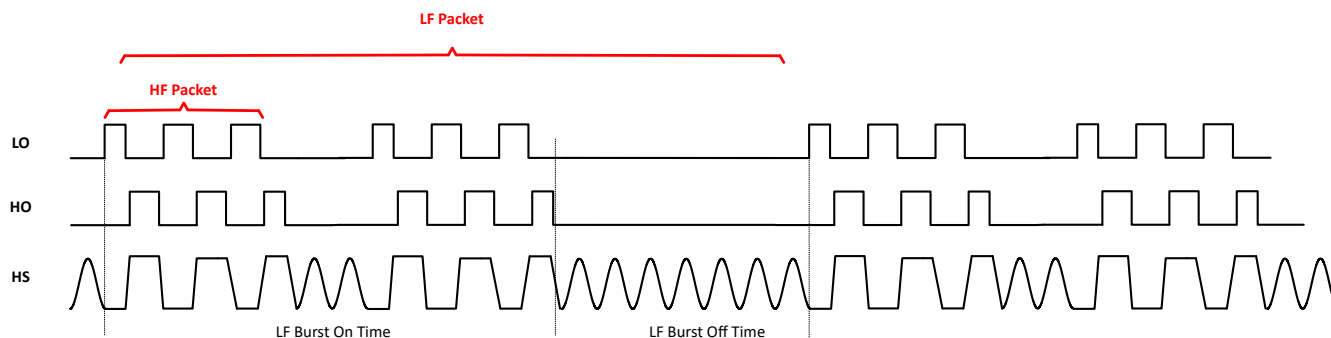 LF Packet
HF Packet
LO
HO
HS
LF Burst On Time
LF Burst Off Time